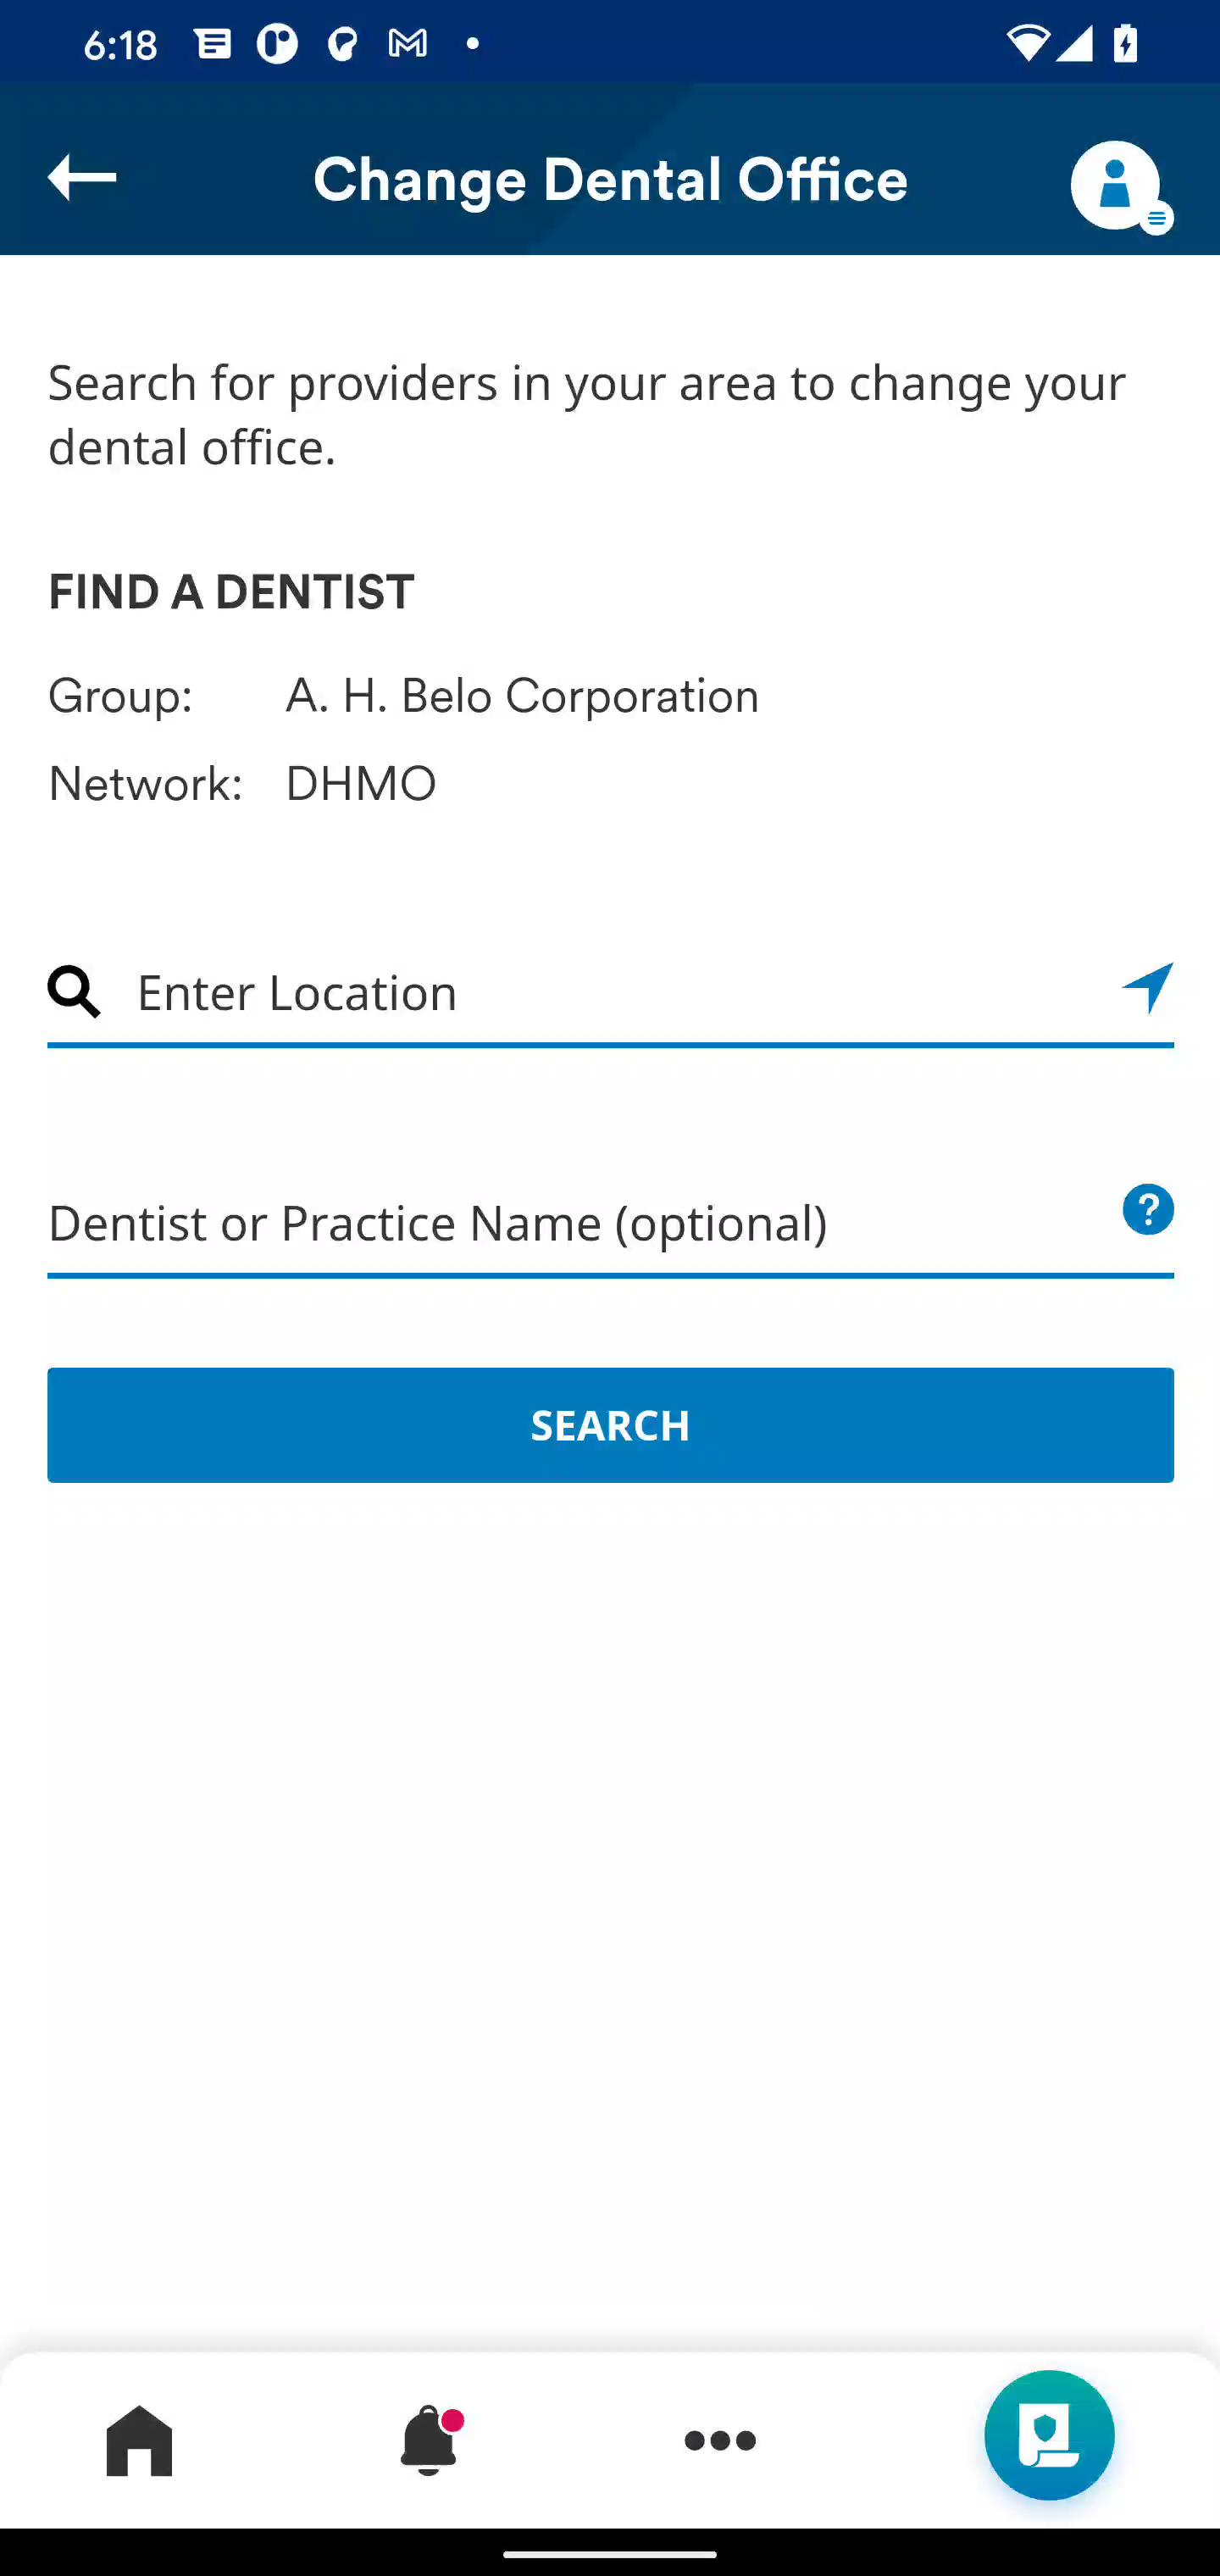 6:18
Change Dental Office
Search for providers in your area to change your
dental office.
FIND A DENTIST
Group: A. H. Belo Corporation
Network: DHMO
Enter Location
Dentist or Practice Name (optional)
SEARCH